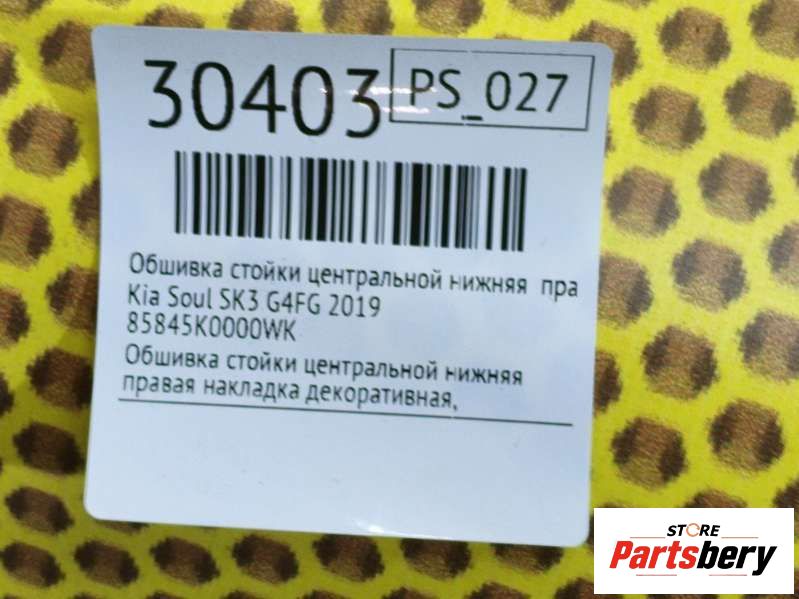 30403 PS_027
Обшивка стойки центральной нижняя пра
Kia Soul SK3 G4FG 2019
85845K0000WK
Обшивка стойки центральной нижняя
правая накладка декоративная,
STORE
Partsbery